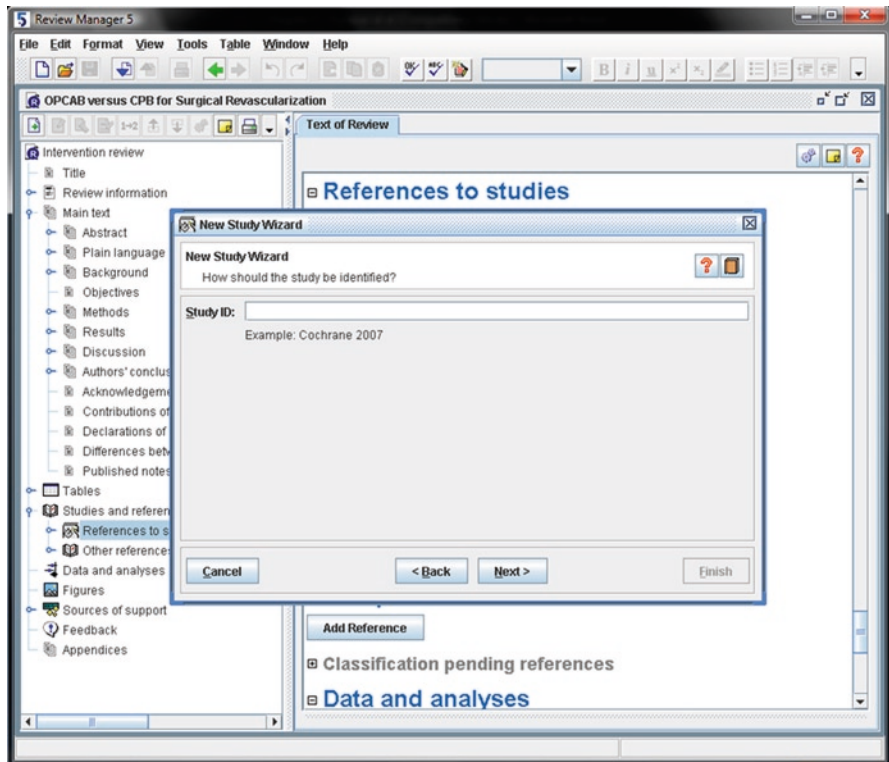 Review Manager 5
File Edit Format View Tools Table Window Help
OPCAB versus CPB for Surgical Revascularization
Text of Review
Intervention review
Title
Review information
Main text
Abstract
Plain language
Background
Objectives
Methods
Results
Discussion
Authors' conclus
Acknowledgeme
Contributions of
Declarations of
Differences betw
Published notes
Tables
Studies and referen
References to s
Other reference
Data and analyses
Figures
Sources of support
Feedback
Appendices
References to studies
New Study Wizard
New Study Wizard
How should the study be identified?
Study ID:
Example: Cochrane 2007
Cancel
< Back
Next >
Finish
Add Reference
Classification pending references
Data and analyses